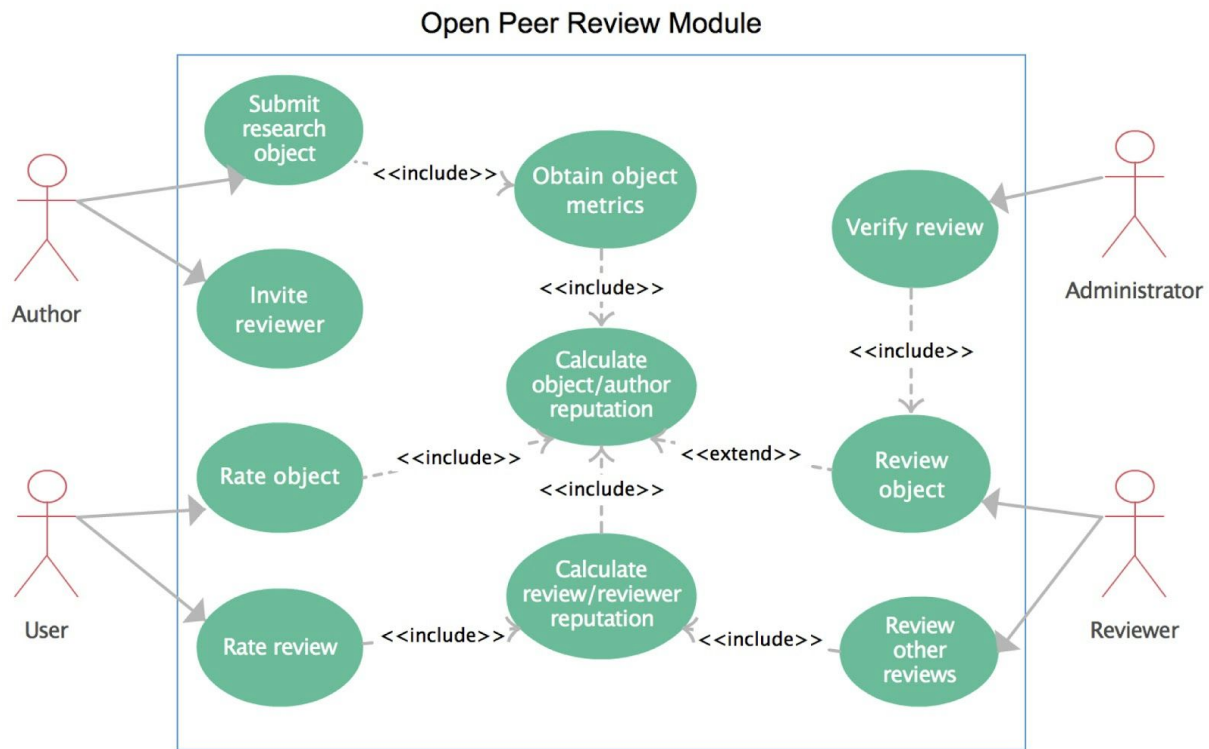 Open Peer Review Module
Submit
research
object
<<include>>
Obtain object
metrics
Verify review
Author
Administrator
Invite
reviewer
<<include>>
<<include>>
Calculate
object/author
reputation
Rate object
<<include>>
<<extend>>
Review
object
<<include>>
User
Reviewer
Calculate
review/reviewer
reputation
Rate review
<<include>>
<<include>>
Review
other
reviews